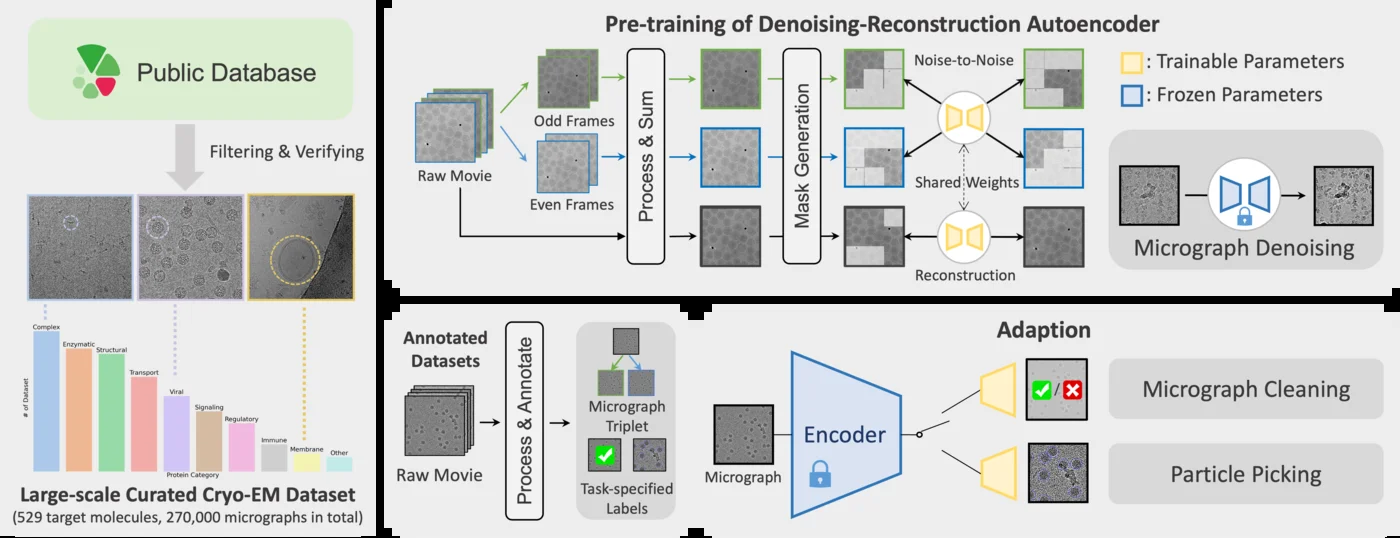 Public Database
Filtering & Verifying
Complex
Enzymatic
Structural
Transport
Viral
Signaling
Regulatory
Immune
Membrane
Other
# of Dataset
Protein Category
Large-scale Curated Cryo-EM Dataset
(529 target molecules, 270,000 micrographs in total)
Pre-training of Denoising-Reconstruction Autoencoder
Raw Movie
Odd Frames
Even Frames
Process & Sum
Mask Generation
Noise-to-Noise
Shared Weights
Reconstruction
: Trainable Parameters
: Frozen Parameters
Micrograph Denoising
Annotated
Datasets
Raw Movie
Process & Annotate
Micrograph
Triplet
Task-specified
Labels
Adaption
Micrograph
Encoder
/
Micrograph Cleaning
Particle Picking